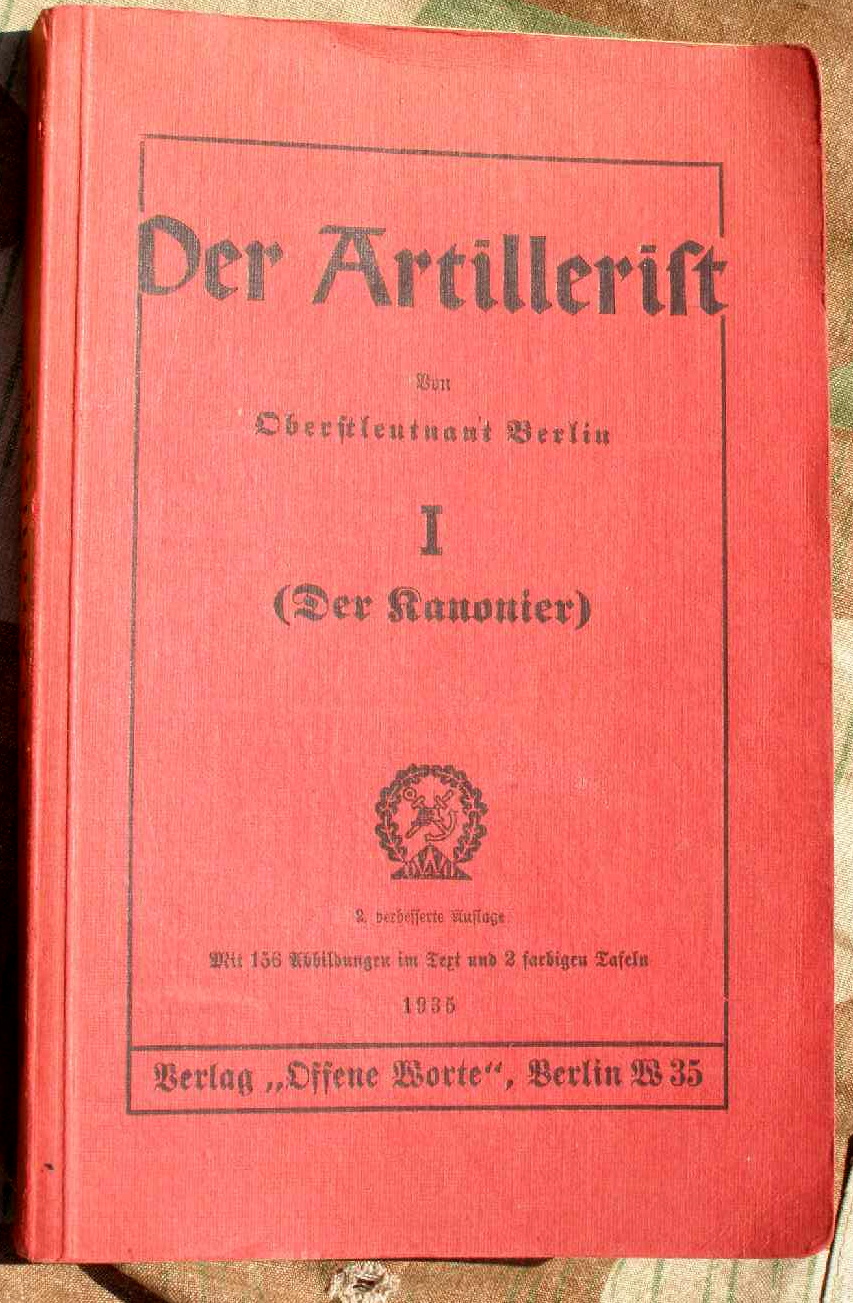 Der Artilleriſt
Von
Oberſtleutnant Berlin
I
(Der Kanonier)
2. verbeſſerte Auflage
Mit 156 Abbildungen im Text und 2 farbigen Tafeln
1935
Verlag „Offene Worte“, Berlin W 35